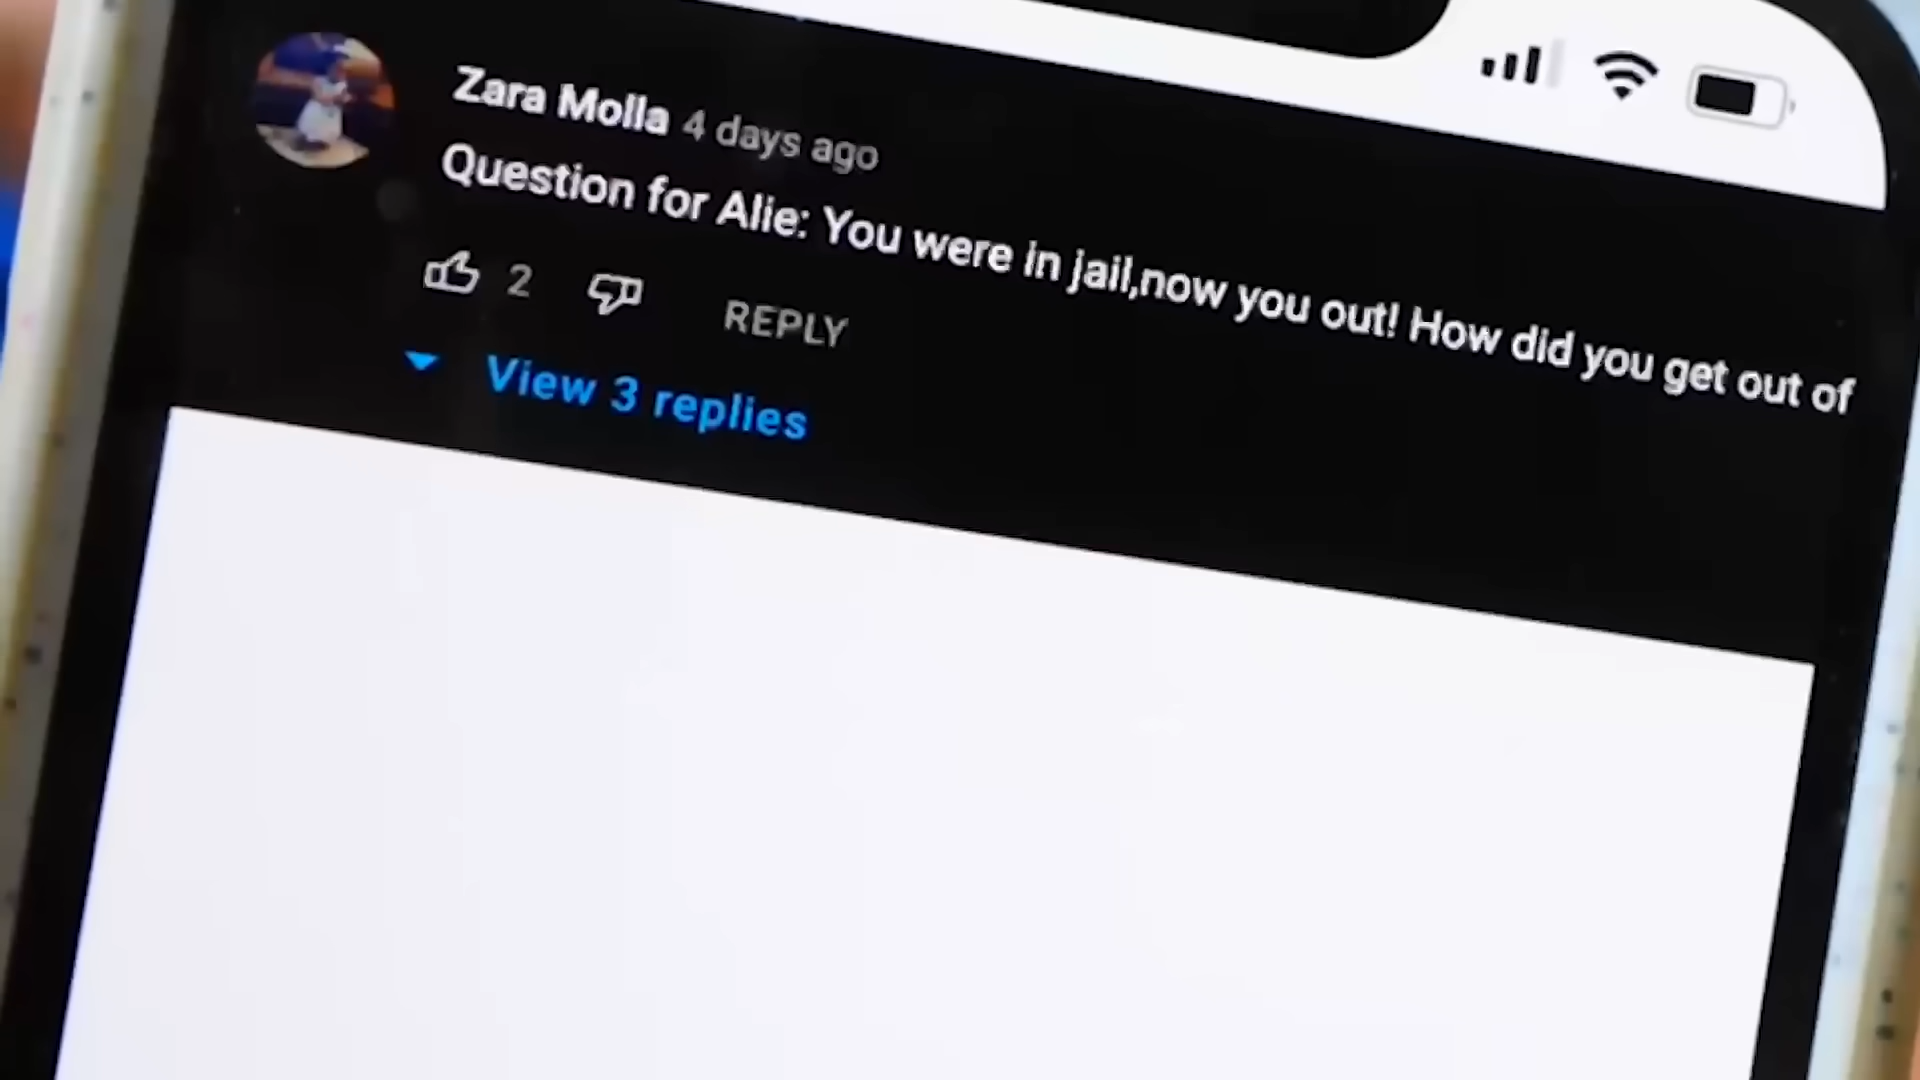 Zara Molla 4 days ago
Question for Alie: You were in jail,now you out! How did you get out of
2 REPLY
View 3 replies